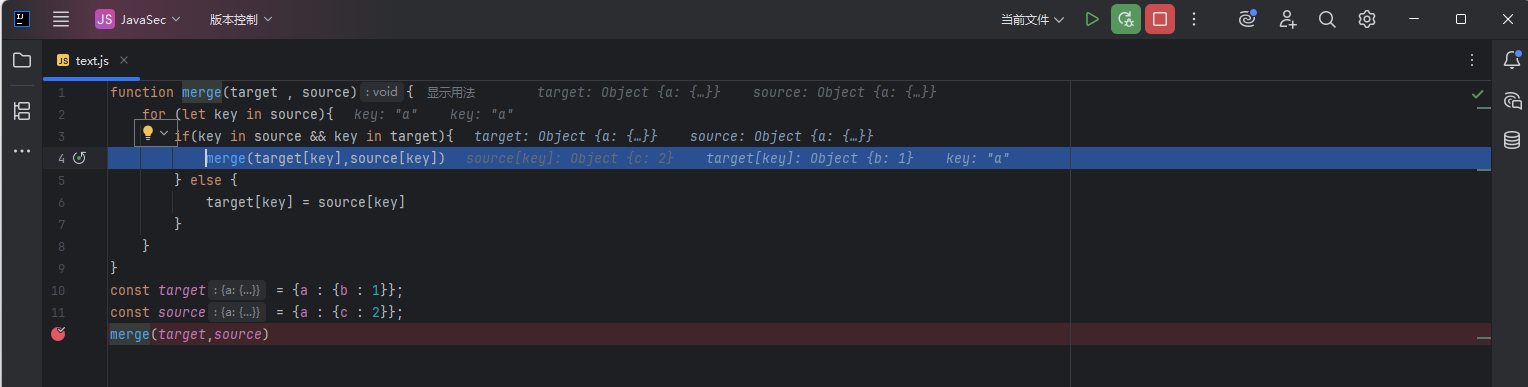 JS JavaSec 版本控制 当前文件
JS text.js
1 function merge(target , source) : void { 显示用法 target: Object {a: {…}} source: Object {a: {…}}
2 for (let key in source){ key: "a" key: "a"
3 if(key in source && key in target){ target: Object {a: {…}} source: Object {a: {…}}
4 merge(target[key],source[key]) source[key]: Object {c: 2} target[key]: Object {b: 1} key: "a"
5 } else {
6 target[key] = source[key]
7 }
8 }
9 }
10 const target : {a: {…}} = {a : {b : 1}};
11 const source : {a: {…}} = {a : {c : 2}};
merge(target,source)